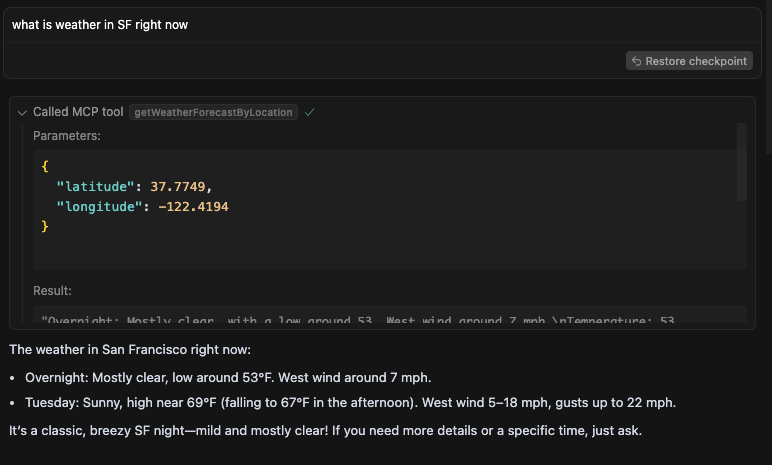 what is weather in SF right now
Restore checkpoint
Called MCP tool getWeatherForecastByLocation
Parameters:
{
"latitude": 37.7749,
"longitude": -122.4194
}
Result:
"Overnight: Mostly clear, with a low around 53. West wind around 7 mph.\nTemperature: 53
The weather in San Francisco right now:
• Overnight: Mostly clear, low around 53°F. West wind around 7 mph.
• Tuesday: Sunny, high near 69°F (falling to 67°F in the afternoon). West wind 5–18 mph, gusts up to 22 mph.
It’s a classic, breezy SF night—mild and mostly clear! If you need more details or a specific time, just ask.